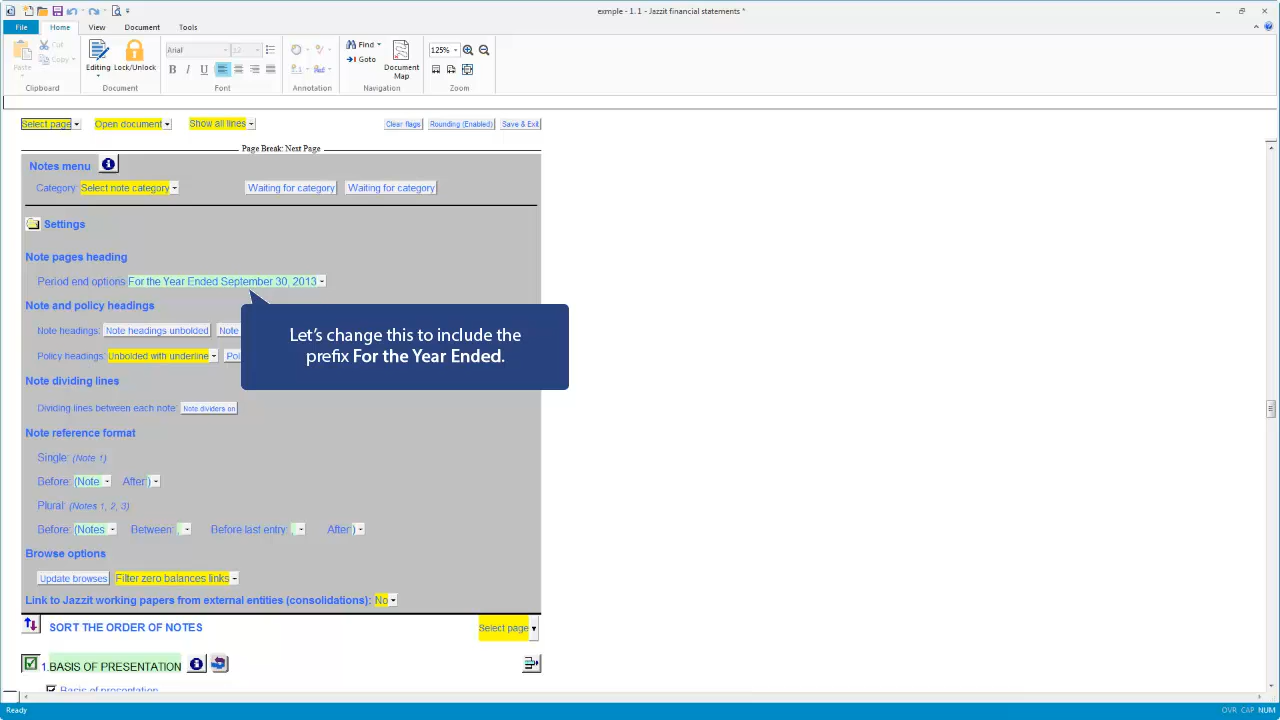 exmple - 1. 1 - Jazzit financial statements *
File Home View Document Tools
Paste Cut Copy Editing Lock/Unlock Arial 12 B I U Find Goto Document Map 125%
Clipboard Document Font Annotation Navigation Zoom
Select page Open document Show all lines Clear flags Rounding (Enabled) Save & Exit
Page Break: Next Page
Notes menu
Category: Select note category Waiting for category Waiting for category
Settings
Note pages heading
Period end options For the Year Ended September 30, 2013
Note and policy headings
Let's change this to include the
prefix For the Year Ended.
Note headings: Note headings unbolded Note
Policy headings: Unbolded with underline Poli
Note dividing lines
Dividing lines between each note: Note dividers on
Note reference format
Single: (Note 1)
Before: (Note After )
Plural: (Notes 1, 2, 3)
Before: (Notes Between: , Before last entry: , After )
Browse options
Update browses Filter zero balances links
Link to Jazzit working papers from external entities (consolidations): No
SORT THE ORDER OF NOTES Select page
1. BASIS OF PRESENTATION
Basis of presentation
Ready OVR CAP NUM